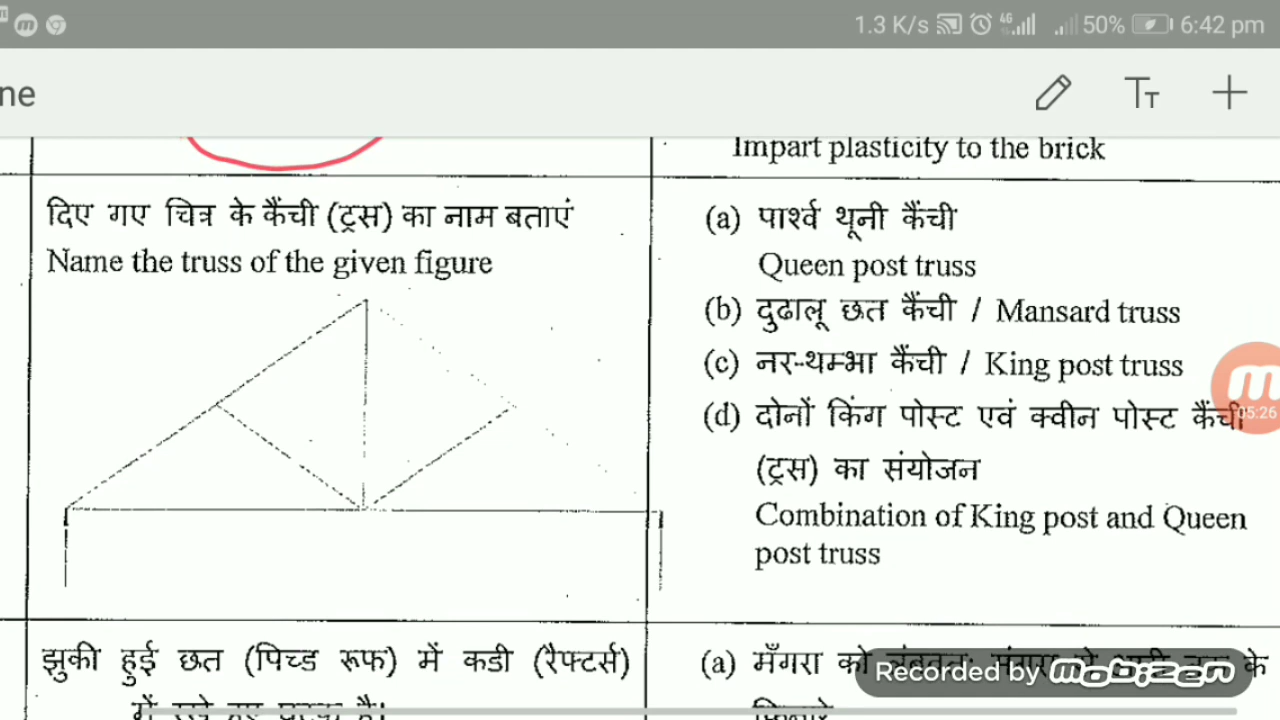 1.3 K/s 4G 50% 6:42 pm
ne
TT
Impart plasticity to the brick
दिए गए चित्र के कैंची (ट्रस) का नाम बताएं
Name the truss of the given figure
(a) पार्श्व थूनी कैंची
Queen post truss
(b) दुढालू छत कैंची / Mansard truss
(c) नर-थम्भा कैंची / King post truss
(d) दोनों किंग पोस्ट एवं क्वीन पोस्ट कैंची
(ट्रस) का संयोजन
Combination of King post and Queen
post truss
05:26
झुकी हुई छत (पिच्ड रूफ) में कडी (रैफ्टर्स)
(a) मँगरा को के
Recorded by mobizen